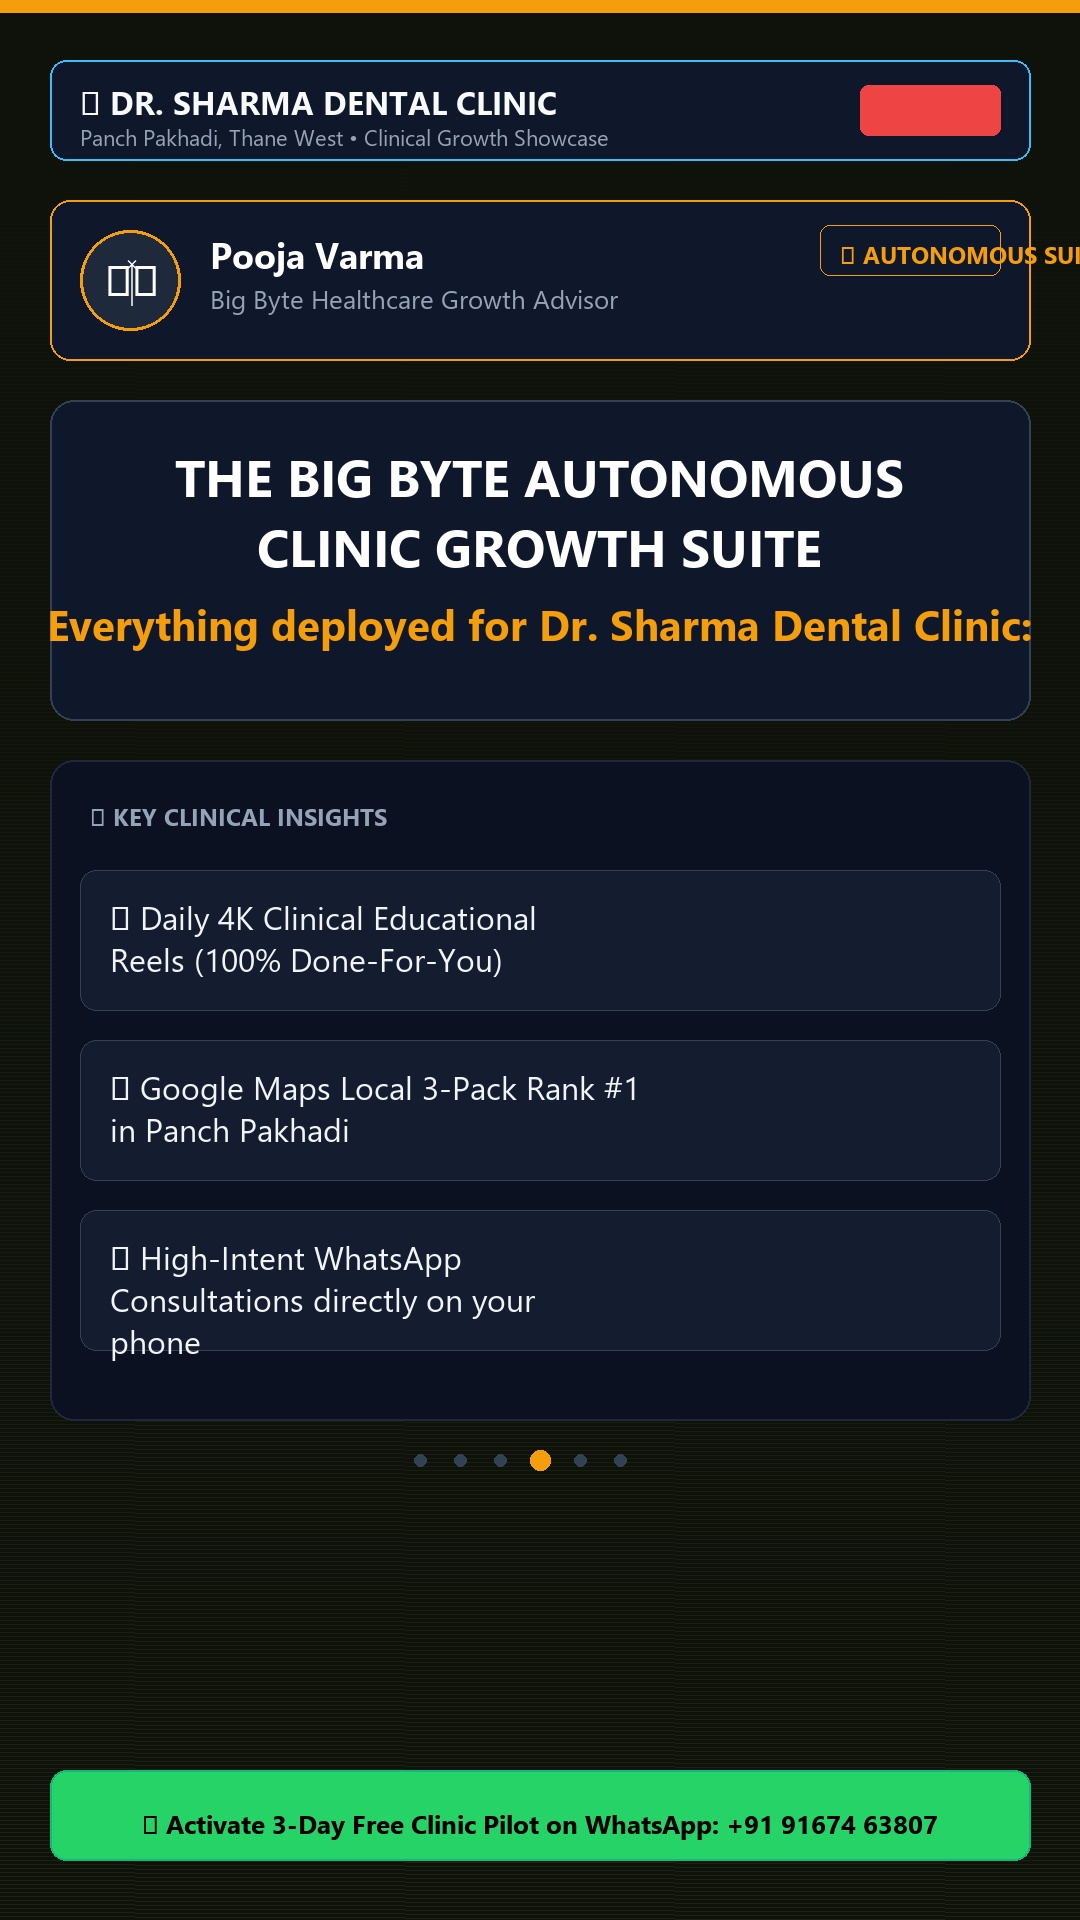 DR. SHARMA DENTAL CLINIC
Panch Pakhadi, Thane West • Clinical Growth Showcase
Pooja Varma
AUTONOMOUS SUI
Big Byte Healthcare Growth Advisor
THE BIG BYTE AUTONOMOUS
CLINIC GROWTH SUITE
Everything deployed for Dr. Sharma Dental Clinic:
KEY CLINICAL INSIGHTS
Daily 4K Clinical Educational
Reels (100% Done-For-You)
Google Maps Local 3-Pack Rank #1
in Panch Pakhadi
High-Intent WhatsApp
Consultations directly on your
phone
Activate 3-Day Free Clinic Pilot on WhatsApp: +91 91674 63807